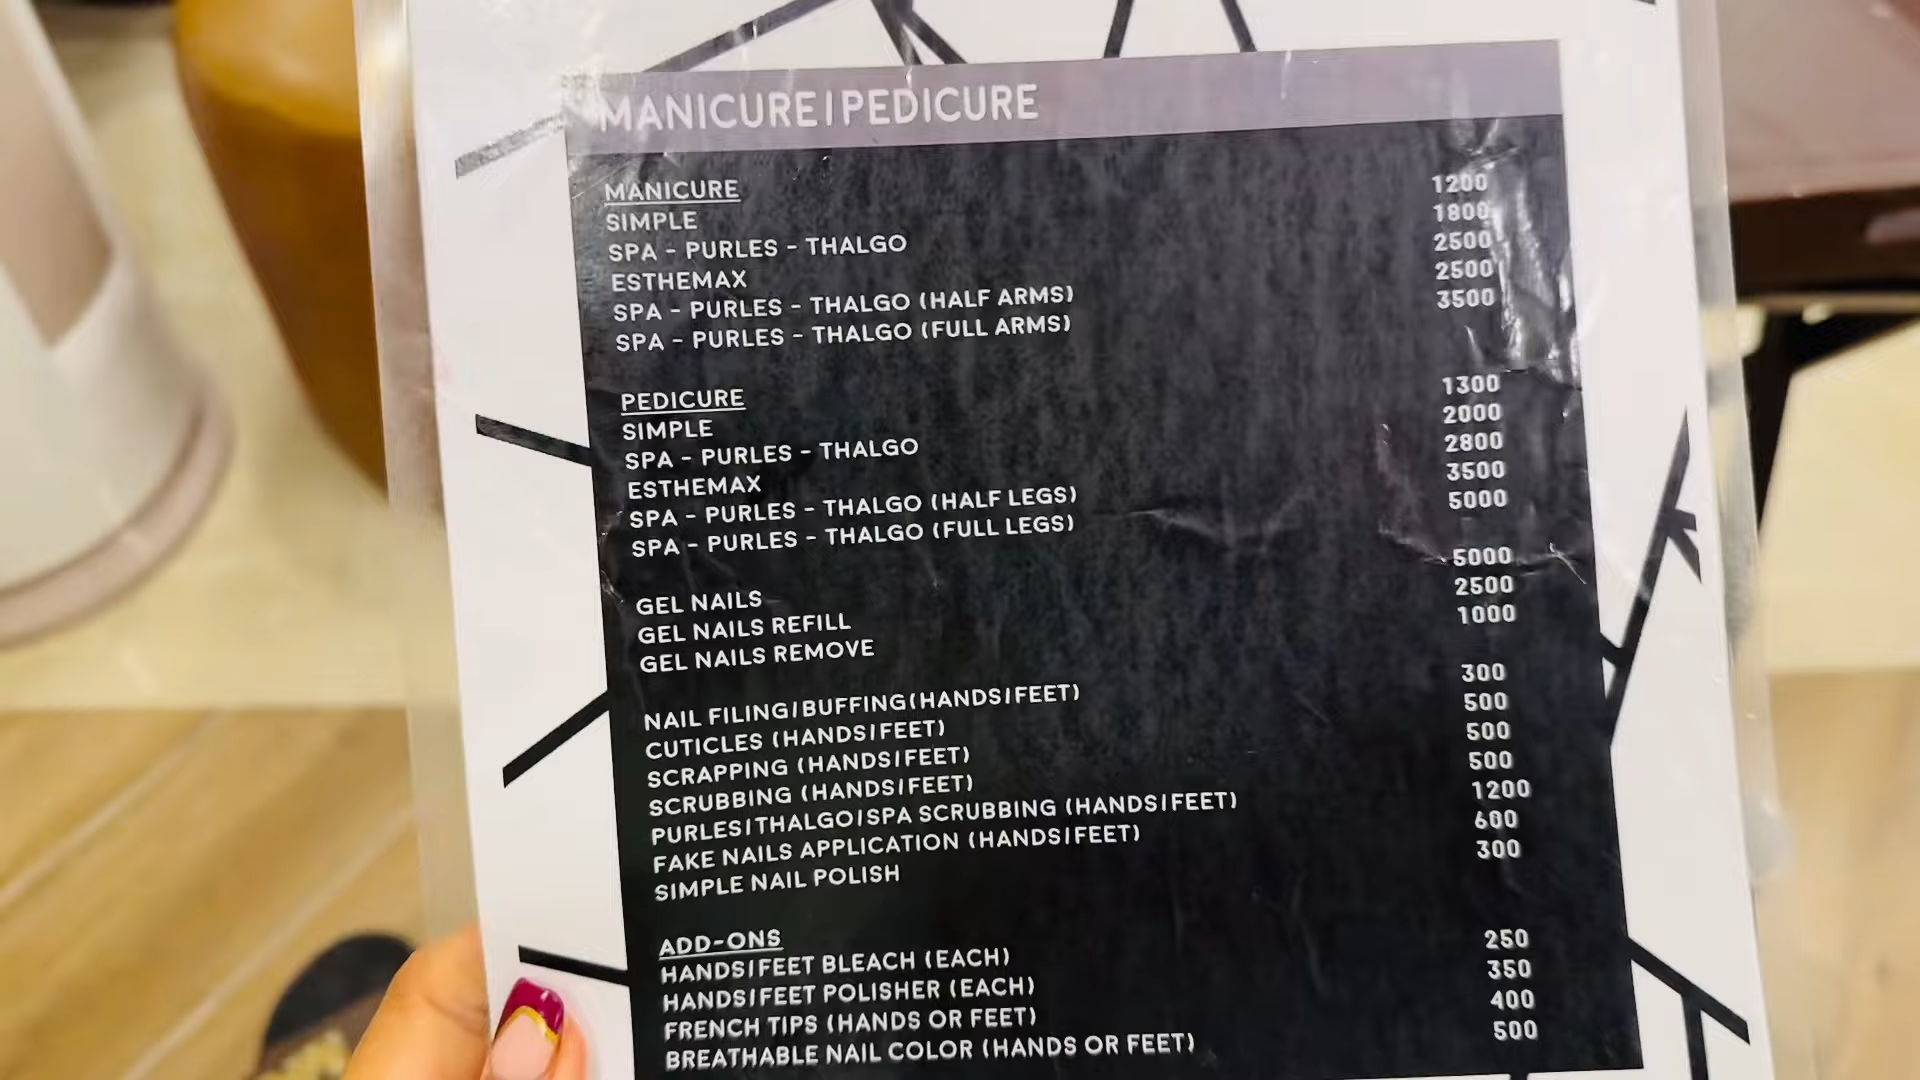 MANICURE|PEDICURE
MANICURE
SIMPLE 1200
SPA - PURLES - THALGO 1800
ESTHEMAX 2500
SPA - PURLES - THALGO (HALF ARMS) 2500
SPA - PURLES - THALGO (FULL ARMS) 3500
PEDICURE
SIMPLE 1300
SPA - PURLES - THALGO 2000
ESTHEMAX 2800
SPA - PURLES - THALGO (HALF LEGS) 3500
SPA - PURLES - THALGO (FULL LEGS) 5000
GEL NAILS 5000
GEL NAILS REFILL 2500
GEL NAILS REMOVE 1000
NAIL FILING|BUFFING(HANDS|FEET) 300
CUTICLES (HANDS|FEET) 500
SCRAPPING (HANDS|FEET) 500
SCRUBBING (HANDS|FEET) 500
PURLES|THALGO|SPA SCRUBBING (HANDS|FEET) 1200
FAKE NAILS APPLICATION (HANDS|FEET) 600
SIMPLE NAIL POLISH 300
ADD-ONS
HANDS|FEET BLEACH (EACH) 250
HANDS|FEET POLISHER (EACH) 350
FRENCH TIPS (HANDS OR FEET) 400
BREATHABLE NAIL COLOR (HANDS OR FEET) 500